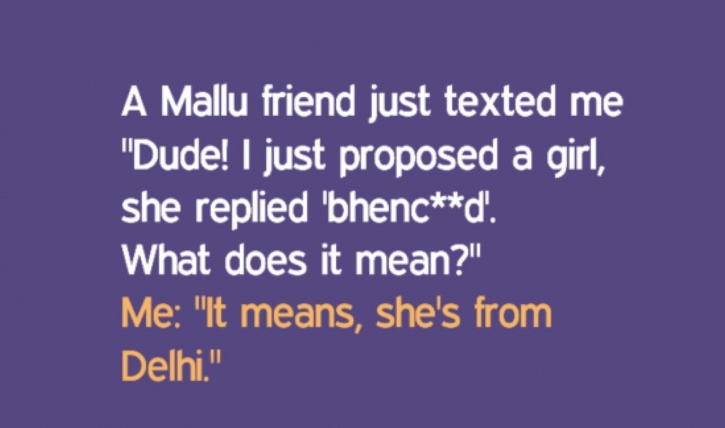 A Mallu friend just texted me
"Dude! I just proposed a girl,
she replied 'bhenc**d'.
What does it mean?"
Me: "It means, she's from
Delhi."